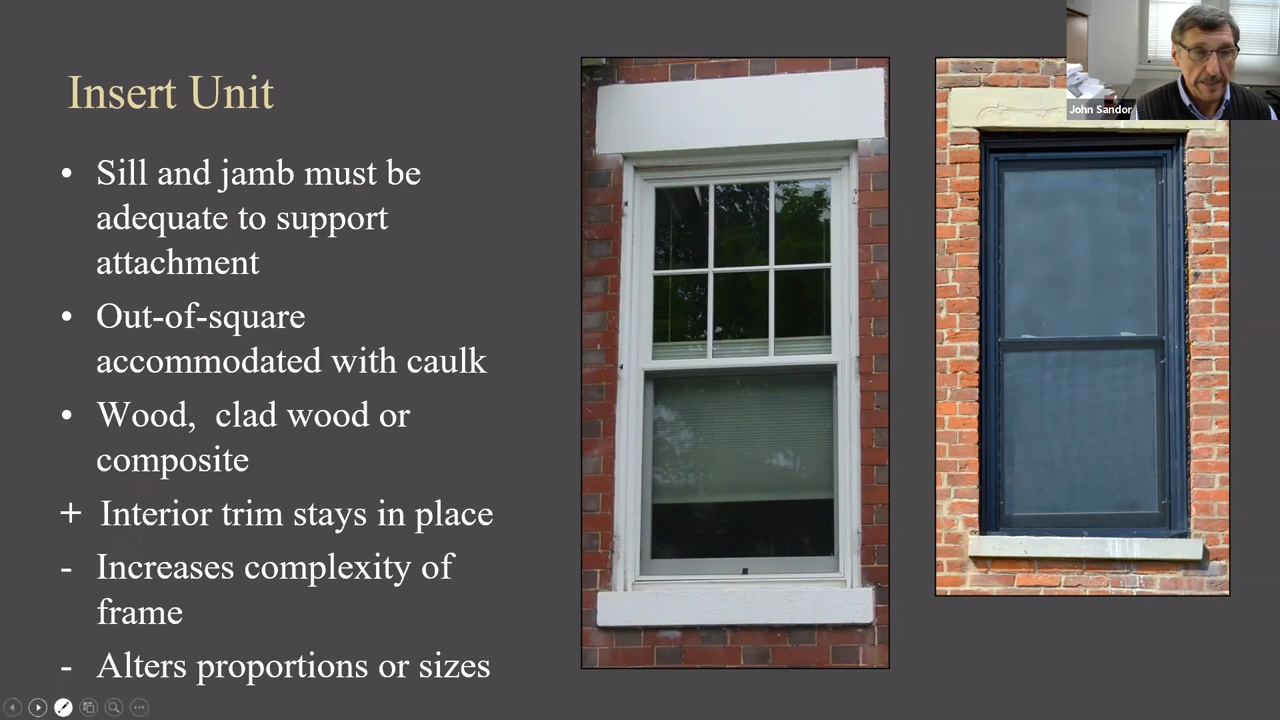 Insert Unit
• Sill and jamb must be
adequate to support
attachment
• Out-of-square
accommodated with caulk
• Wood, clad wood or
composite
+ Interior trim stays in place
- Increases complexity of
frame
- Alters proportions or sizes
John Sandor